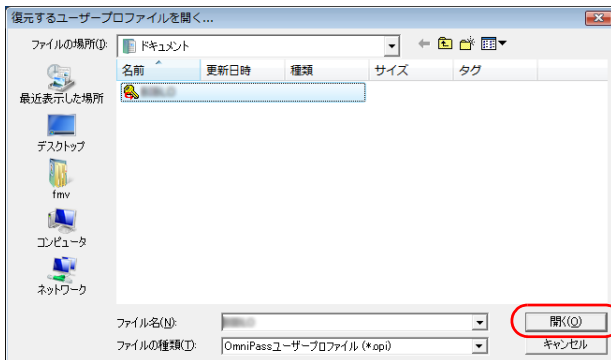 復元するユーザープロファイルを開く...
ファイルの場所(I):
ドキュメント
名前
更新日時
種類
サイズ
タグ
最近表示した場所
デスクトップ
fmv
コンピュータ
ネットワーク
ファイル名(N):
開く(O)
ファイルの種類(T):
OmniPassユーザープロファイル (*.opi)
キャンセル